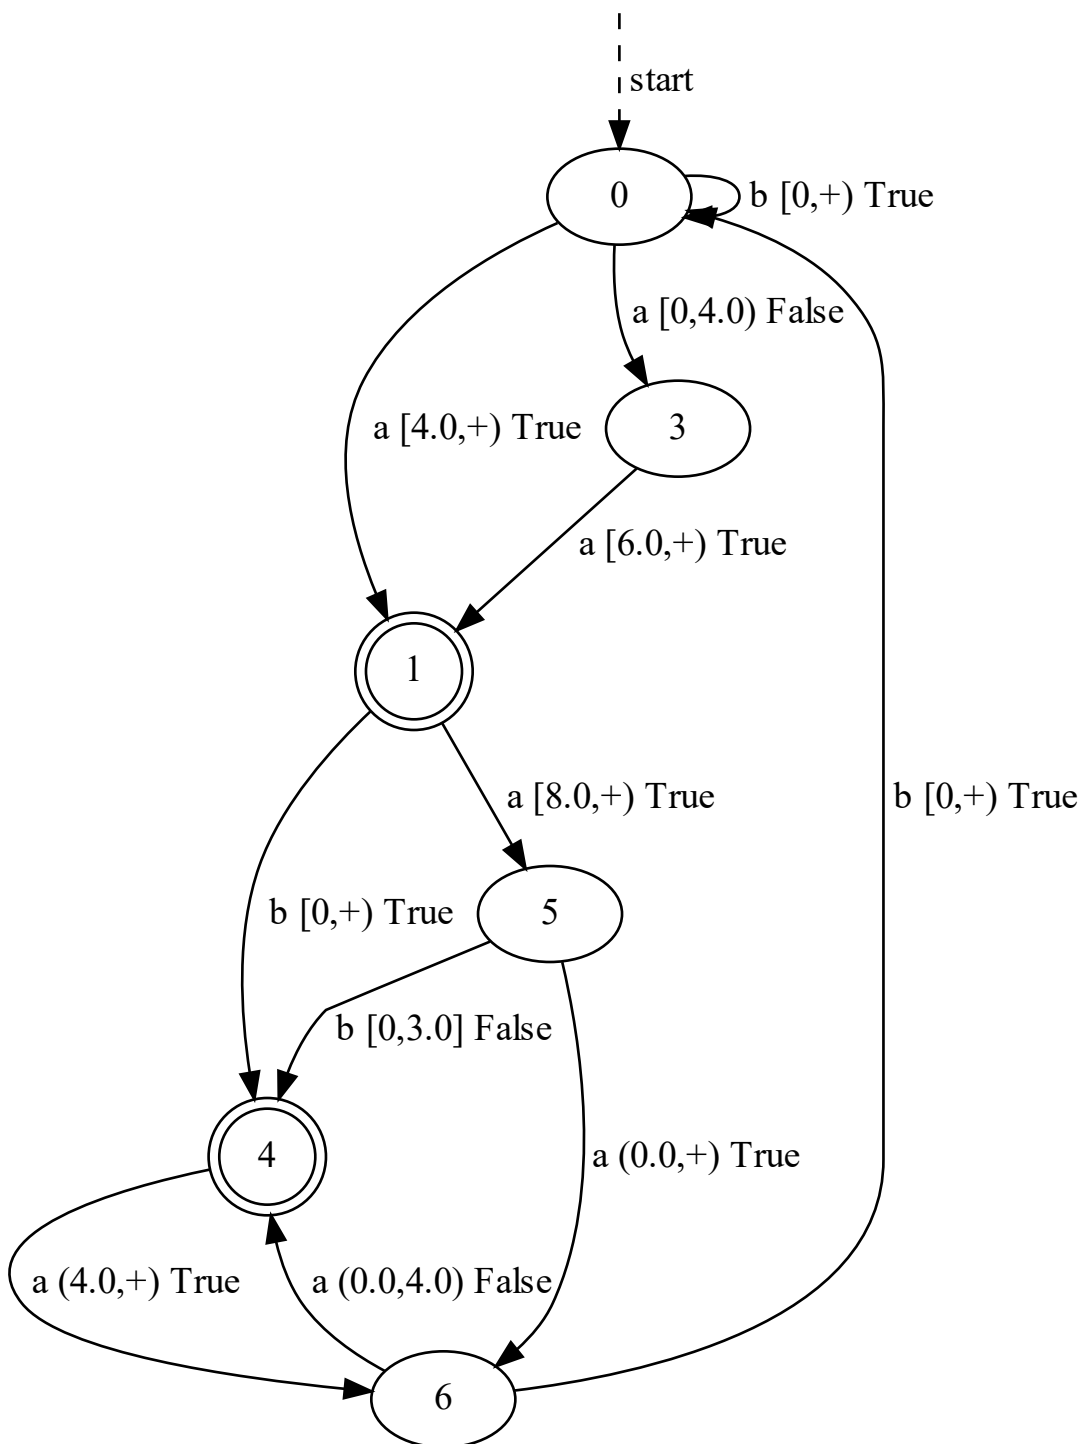 start
0
b [0,+) True
a [0,4.0) False
a [4.0,+) True
3
a [6.0,+) True
1
a [8.0,+) True
b [0,+) True
b [0,+) True
5
b [0,3.0] False
4
a (0.0,+) True
a (4.0,+) True
a (0.0,4.0) False
6